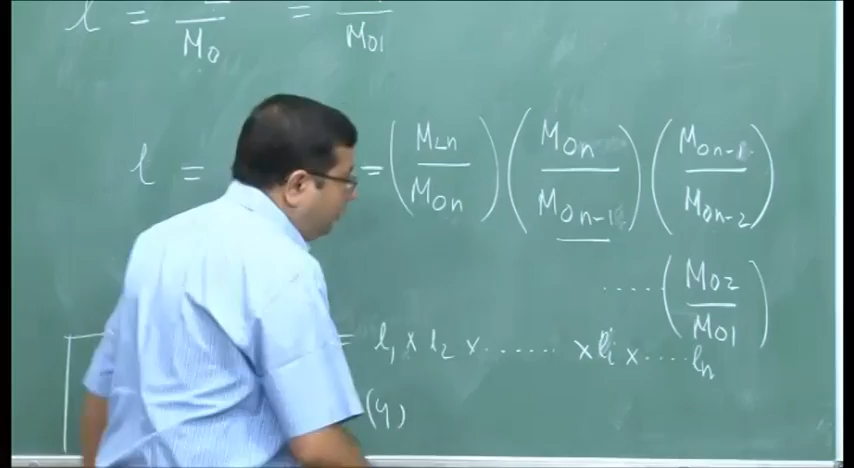 l = ― / M0 = ― / M01
l = = (MLn / M0n) (M0n / M0n-1) (M0n-1 / M0n-2)
..... (M02 / M01)
= l1 × l2 × ...... × li × .... ln
(4)